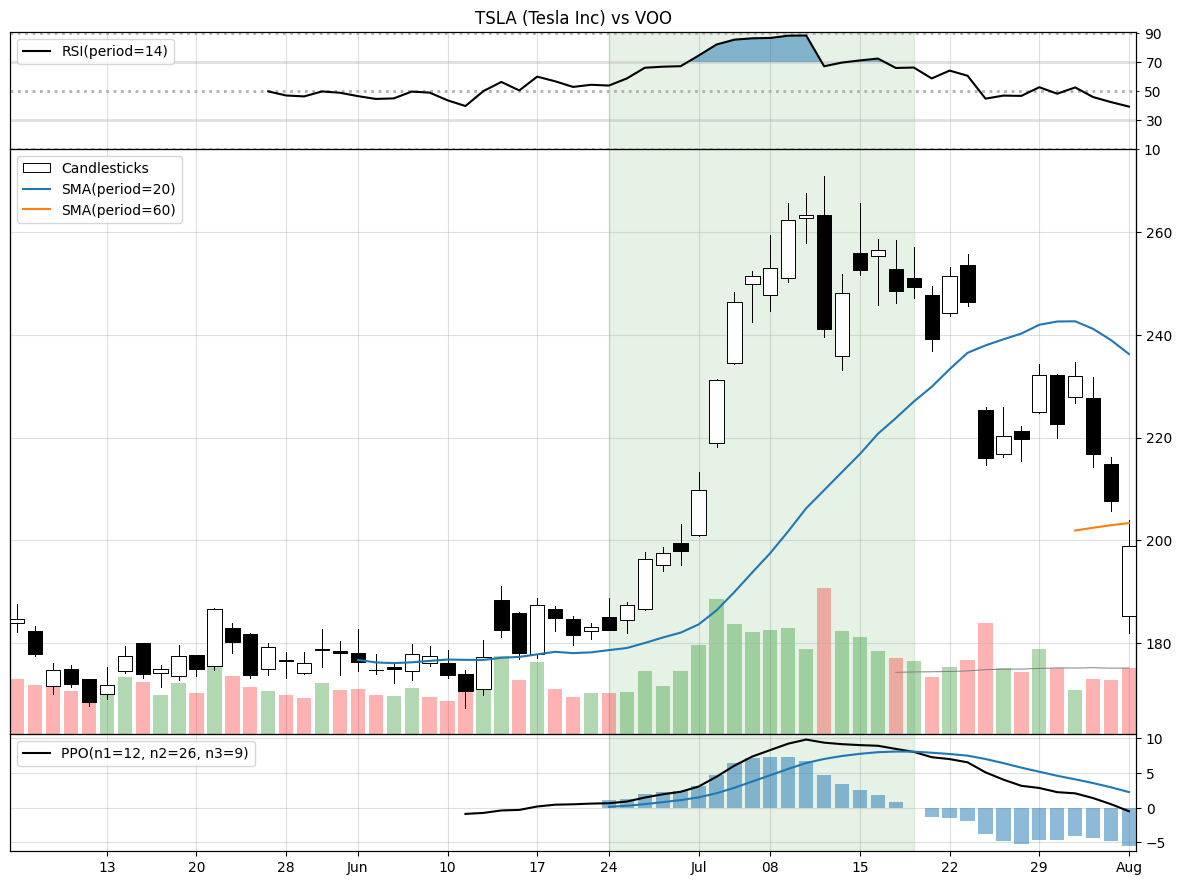 TSLA (Tesla Inc) vs VOO
RSI(period=14)
90
70
50
30
10
Candlesticks
SMA(period=20)
SMA(period=60)
260
240
220
200
180
PPO(n1=12, n2=26, n3=9)
10
5
0
−5
13 20 28 Jun 10 17 24 Jul 08 15 22 29 Aug